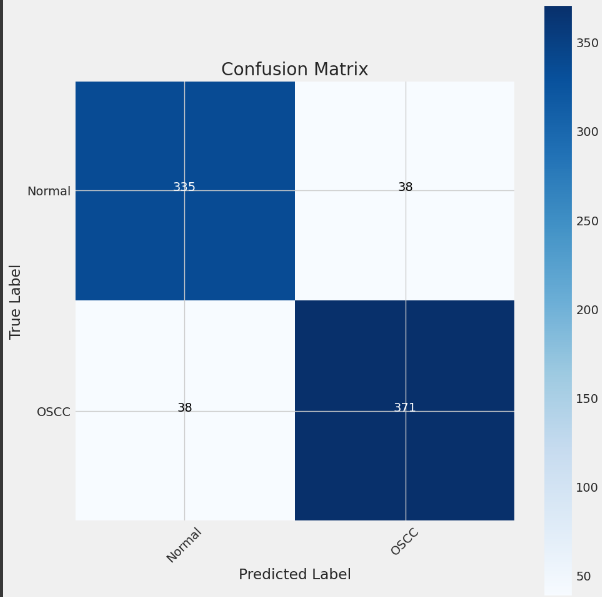 Confusion Matrix
True Label
Normal
335
38
OSCC
38
371
Normal
OSCC
Predicted Label
350
300
250
200
150
100
50